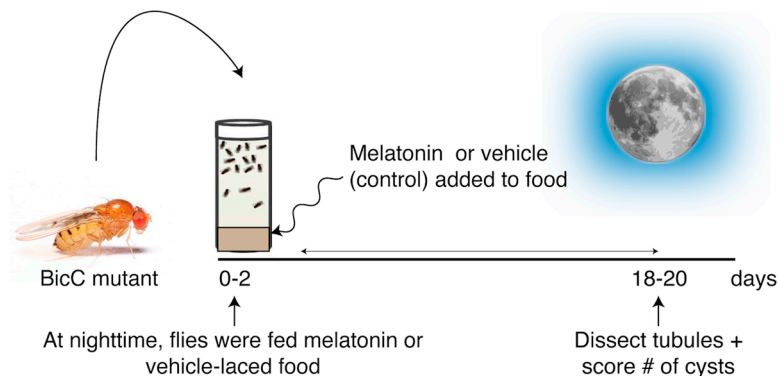 Melatonin or vehicle
(control) added to food
BicC mutant
0-2
18-20
days
At nighttime, flies were fed melatonin or
vehicle-laced food
Dissect tubules +
score # of cysts